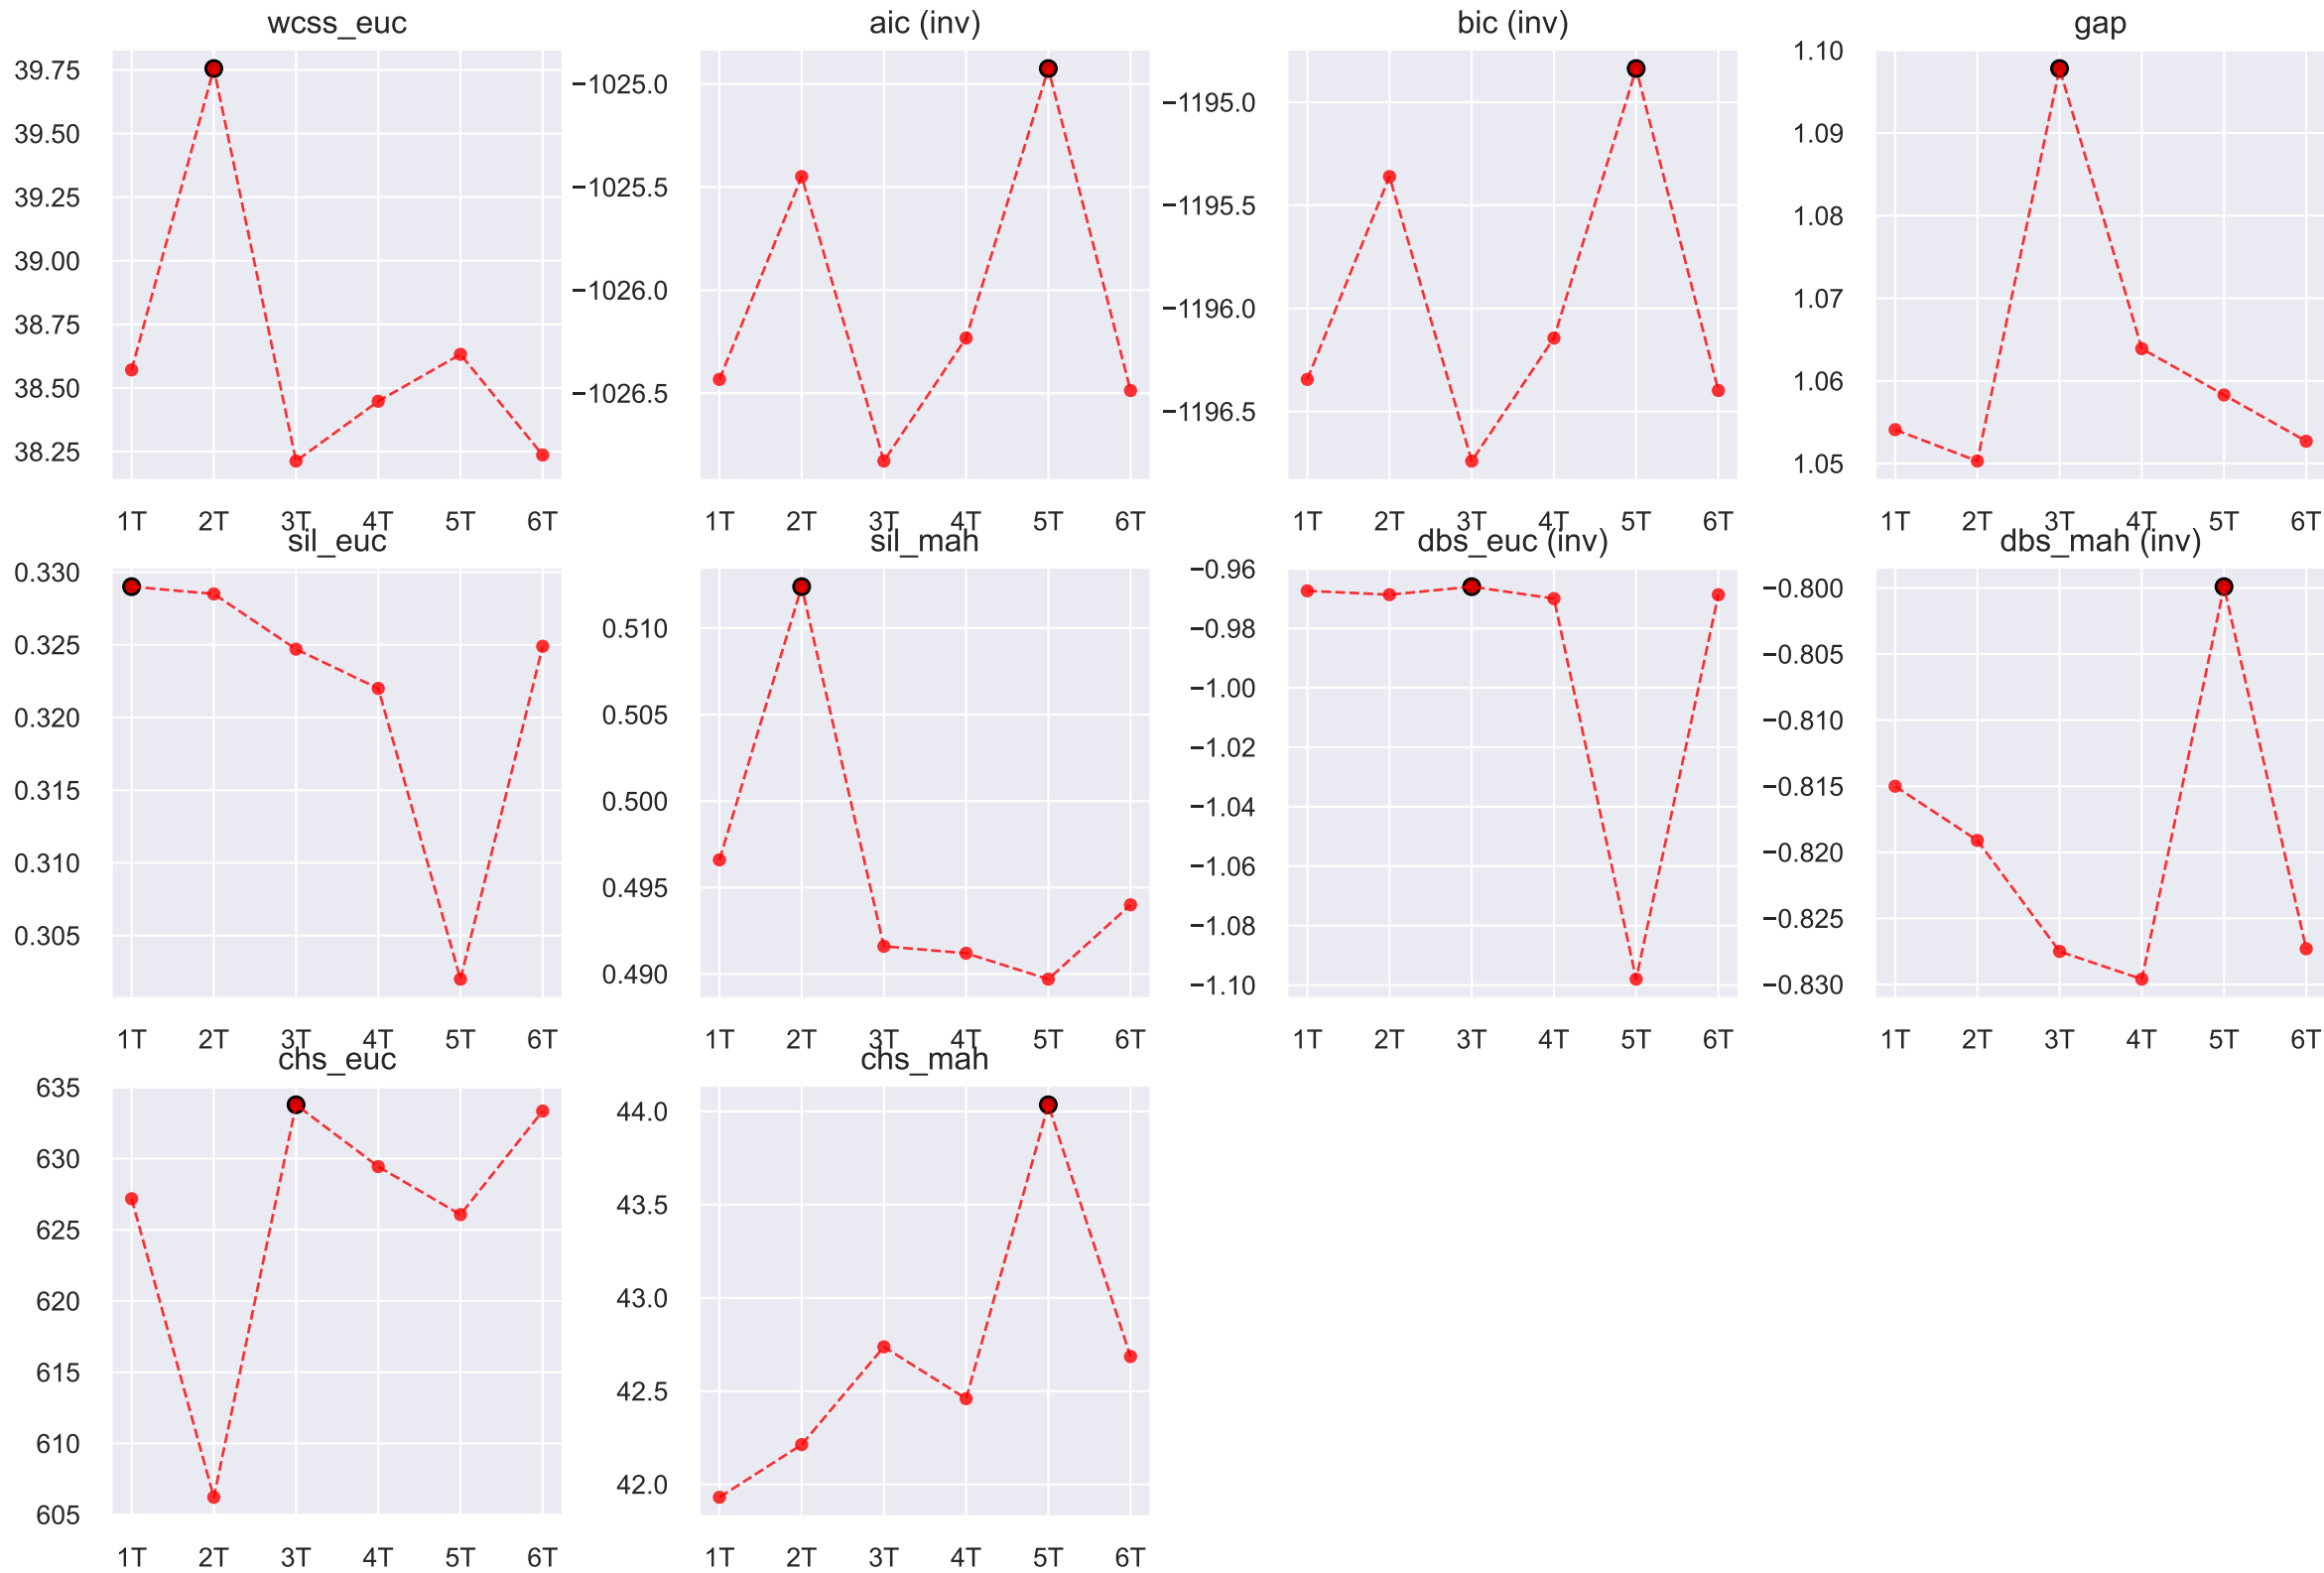 wcss_euc
39.75
39.50
39.25
39.00
38.75
38.50
38.25
1T 2T 3T 4T 5T 6T
aic (inv)
−1025.0
−1025.5
−1026.0
−1026.5
1T 2T 3T 4T 5T 6T
bic (inv)
−1195.0
−1195.5
−1196.0
−1196.5
1T 2T 3T 4T 5T 6T
gap
1.10
1.09
1.08
1.07
1.06
1.05
1T 2T 3T 4T 5T 6T
sil_euc
0.330
0.325
0.320
0.315
0.310
0.305
1T 2T 3T 4T 5T 6T
sil_mah
0.510
0.505
0.500
0.495
0.490
1T 2T 3T 4T 5T 6T
dbs_euc (inv)
−0.96
−0.98
−1.00
−1.02
−1.04
−1.06
−1.08
−1.10
1T 2T 3T 4T 5T 6T
dbs_mah (inv)
−0.800
−0.805
−0.810
−0.815
−0.820
−0.825
−0.830
1T 2T 3T 4T 5T 6T
chs_euc
635
630
625
620
615
610
605
1T 2T 3T 4T 5T 6T
chs_mah
44.0
43.5
43.0
42.5
42.0
1T 2T 3T 4T 5T 6T